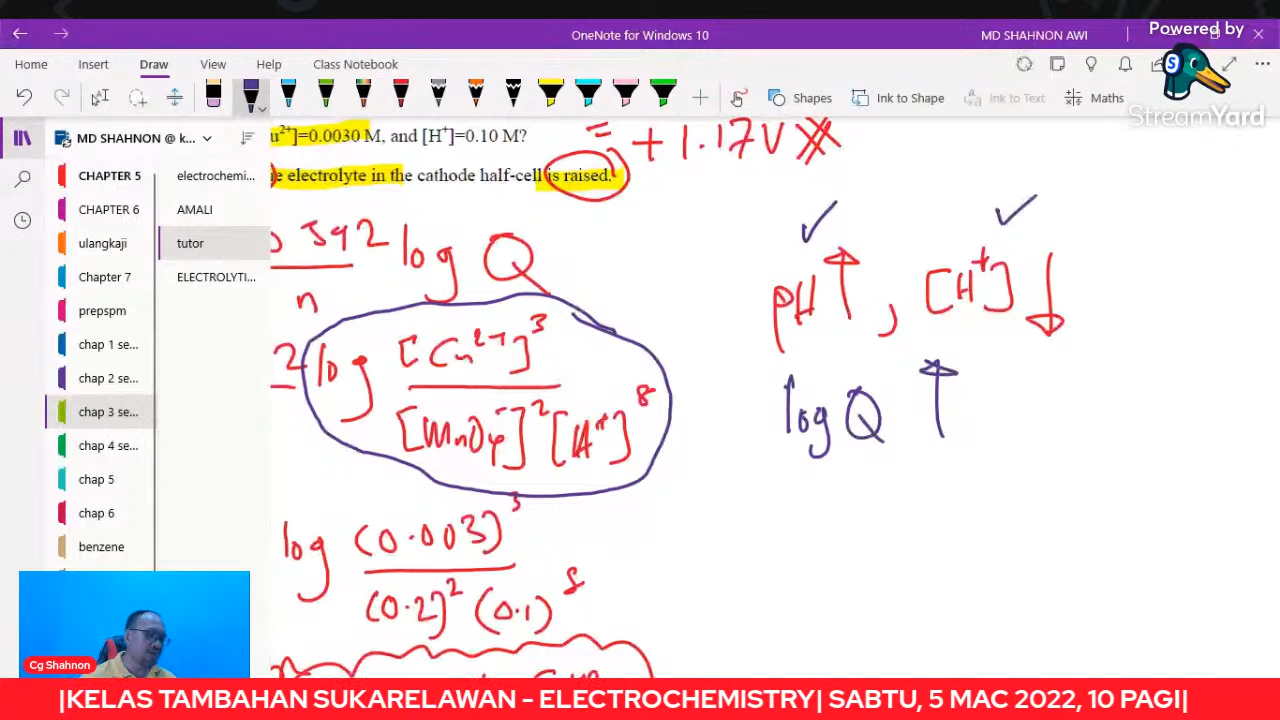 OneNote for Windows 10
MD SHAHNON AWI
Powered by
StreamYard
Home Insert Draw View Help Class Notebook
Shapes Ink to Shape Ink to Text Maths
MD SHAHNON @ k...
CHAPTER 5
CHAPTER 6
ulangkaji
Chapter 7
prepspm
chap 1 se...
chap 2 se...
chap 3 se...
chap 4 se...
chap 5
chap 6
benzene
electrochemi...
AMALI
tutor
ELECTROLYTI...
u²⁺]=0.0030 M, and [H⁺]=0.10 M?
= + 1.17V
e electrolyte in the cathode half-cell is raised.
0.592 log Q
n
2 log [Cu²⁺]³
[MnO₄⁻]² [H⁺]⁸
log (0.003)³
(0.2)² (0.1)⁸
pH ↑ , [H⁺] ↓
log Q ↑
Cg Shahnon
|KELAS TAMBAHAN SUKARELAWAN - ELECTROCHEMISTRY| SABTU, 5 MAC 2022, 10 PAGI|